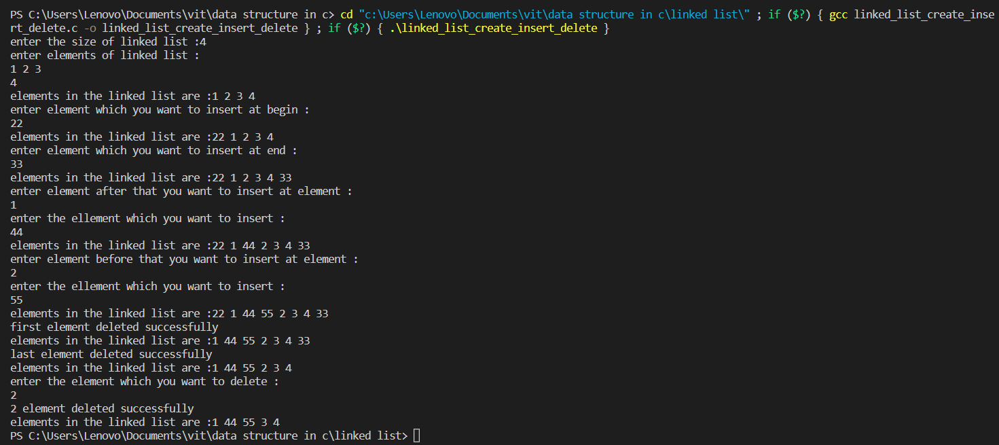 PS C:\Users\Lenovo\Documents\vit\data structure in c> cd "c:\Users\Lenovo\Documents\vit\data structure in c\linked list\" ; if ($?) { gcc linked_list_create_inse
rt_delete.c -o linked_list_create_insert_delete } ; if ($?) { .\linked_list_create_insert_delete }
enter the size of linked list :4
enter elements of linked list :
1 2 3
4
elements in the linked list are :1 2 3 4
enter element which you want to insert at begin :
22
elements in the linked list are :22 1 2 3 4
enter element which you want to insert at end :
33
elements in the linked list are :22 1 2 3 4 33
enter element after that you want to insert at element :
1
enter the ellement which you want to insert :
44
elements in the linked list are :22 1 44 2 3 4 33
enter element before that you want to insert at element :
2
enter the ellement which you want to insert :
55
elements in the linked list are :22 1 44 55 2 3 4 33
first element deleted successfully
elements in the linked list are :1 44 55 2 3 4 33
last element deleted successfully
elements in the linked list are :1 44 55 2 3 4
enter the element which you want to delete :
2
2 element deleted successfully
elements in the linked list are :1 44 55 3 4
PS C:\Users\Lenovo\Documents\vit\data structure in c\linked list>